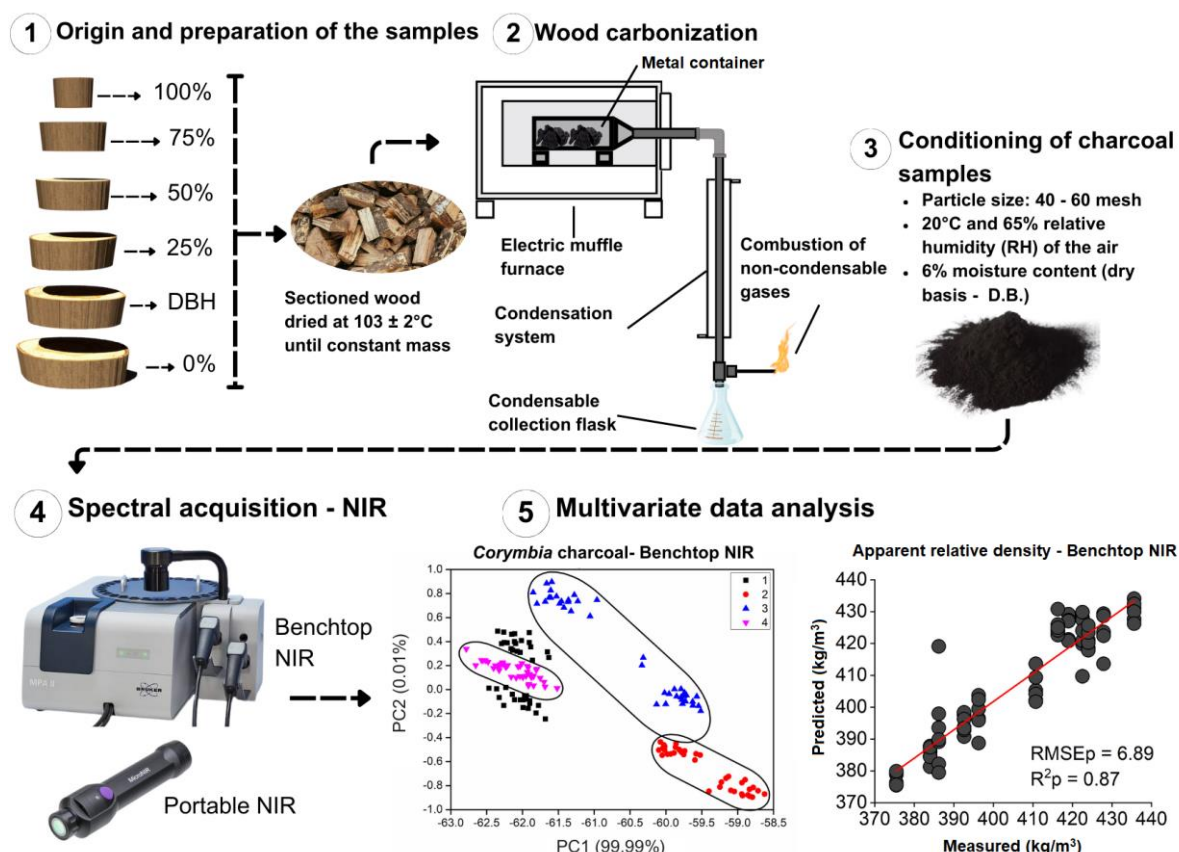 1 Origin and preparation of the samples
100%
75%
50%
25%
DBH
0%
Sectioned wood
dried at 103 ± 2°C
until constant mass
2 Wood carbonization
Metal container
Electric muffle
furnace
Condensation
system
Combustion of
non-condensable
gases
Condensable
collection flask
3 Conditioning of charcoal
samples
• Particle size: 40 - 60 mesh
• 20°C and 65% relative
humidity (RH) of the air
• 6% moisture content (dry
basis - D.B.)
4 Spectral acquisition - NIR
Benchtop
NIR
MPA II
BRUKER
MicroNIR
Portable NIR
5 Multivariate data analysis
Corymbia charcoal- Benchtop NIR
1
2
3
4
PC2 (0.01%)
1.0
0.8
0.6
0.4
0.2
0.0
-0.2
-0.4
-0.6
-0.8
-1.0
-63.0 -62.5 -62.0 -61.5 -61.0 -60.5 -60.0 -59.5 -59.0 -58.5
PC1 (99.99%)
Apparent relative density - Benchtop NIR
Predicted (kg/m³)
440
430
420
410
400
390
380
370
RMSEp = 6.89
R²p = 0.87
370 380 390 400 410 420 430 440
Measured (kg/m³)